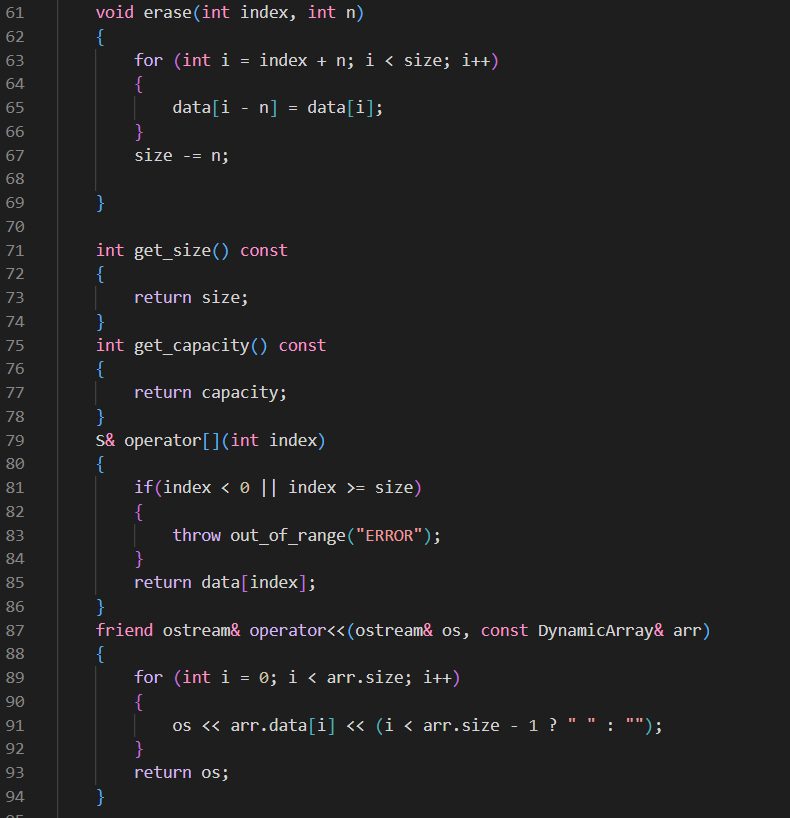 61 void erase(int index, int n)
62 {
63 for (int i = index + n; i < size; i++)
64 {
65 data[i - n] = data[i];
66 }
67 size -= n;
68
69 }
70
71 int get_size() const
72 {
73 return size;
74 }
75 int get_capacity() const
76 {
77 return capacity;
78 }
79 S& operator[](int index)
80 {
81 if(index < 0 || index >= size)
82 {
83 throw out_of_range("ERROR");
84 }
85 return data[index];
86 }
87 friend ostream& operator<<(ostream& os, const DynamicArray& arr)
88 {
89 for (int i = 0; i < arr.size; i++)
90 {
91 os << arr.data[i] << (i < arr.size - 1 ? " " : "");
92 }
93 return os;
94 }